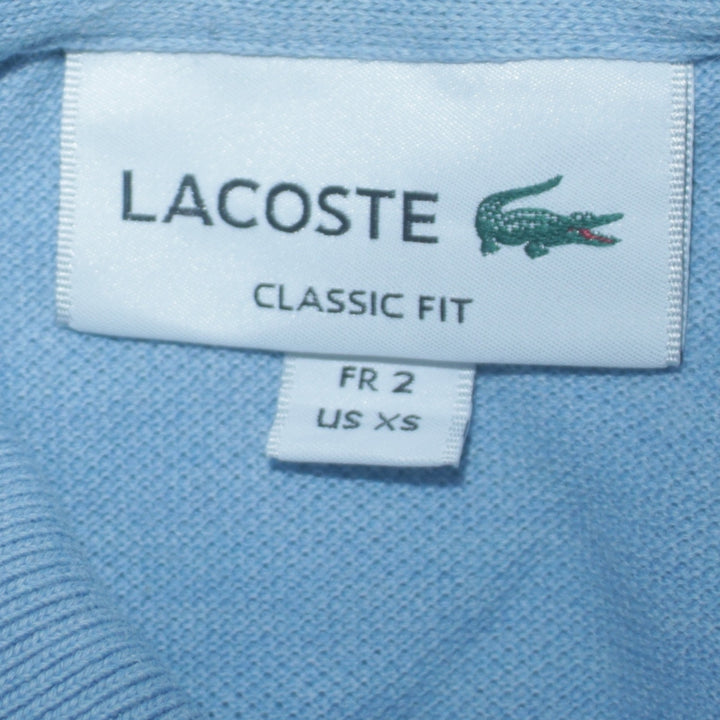 LACOSTE
CLASSIC FIT
FR 2
US XS